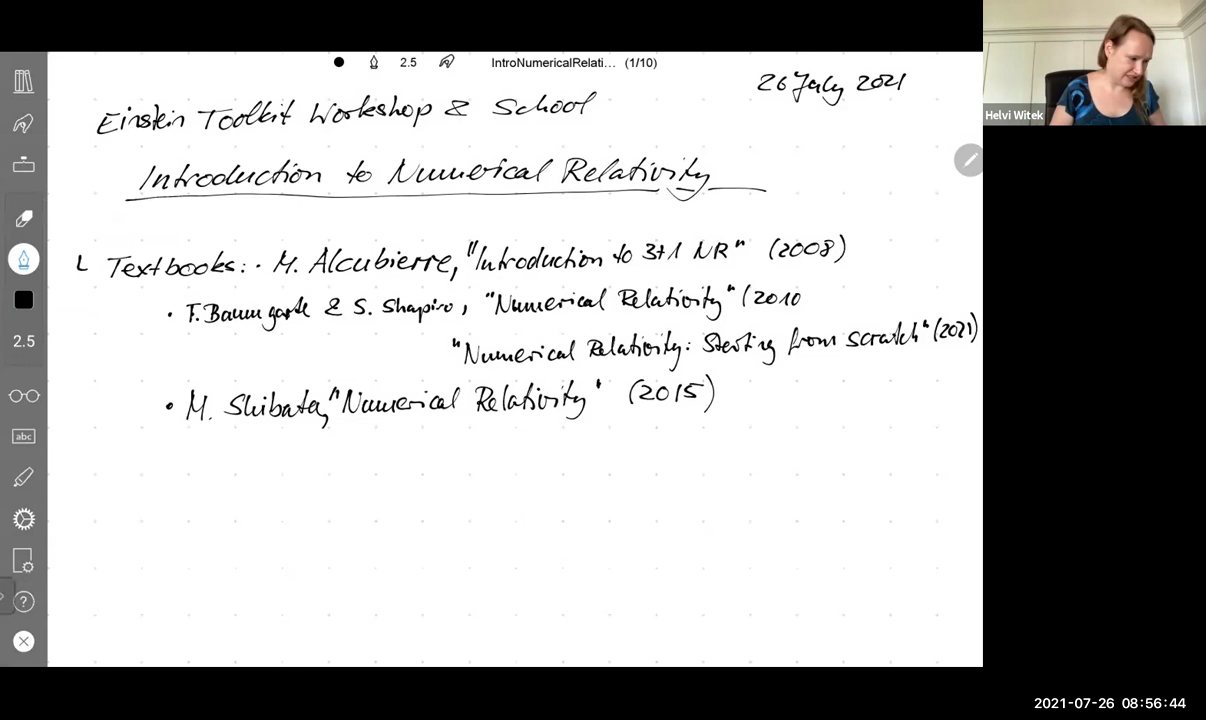 2.5 IntroNumericalRelati... (1/10)
26 July 2021
Einstein Toolkit Workshop & School
Introduction to Numerical Relativity
L Textbooks: · M. Alcubierre, "Introduction to 3+1 NR" (2008)
· T. Baumgarte & S. Shapiro, "Numerical Relativity" (2010
"Numerical Relativity: Starting from scratch" (2021)
• M. Shibata, "Numerical Relativity" (2015)
2.5
abc
Helvi Witek
2021-07-26 08:56:44